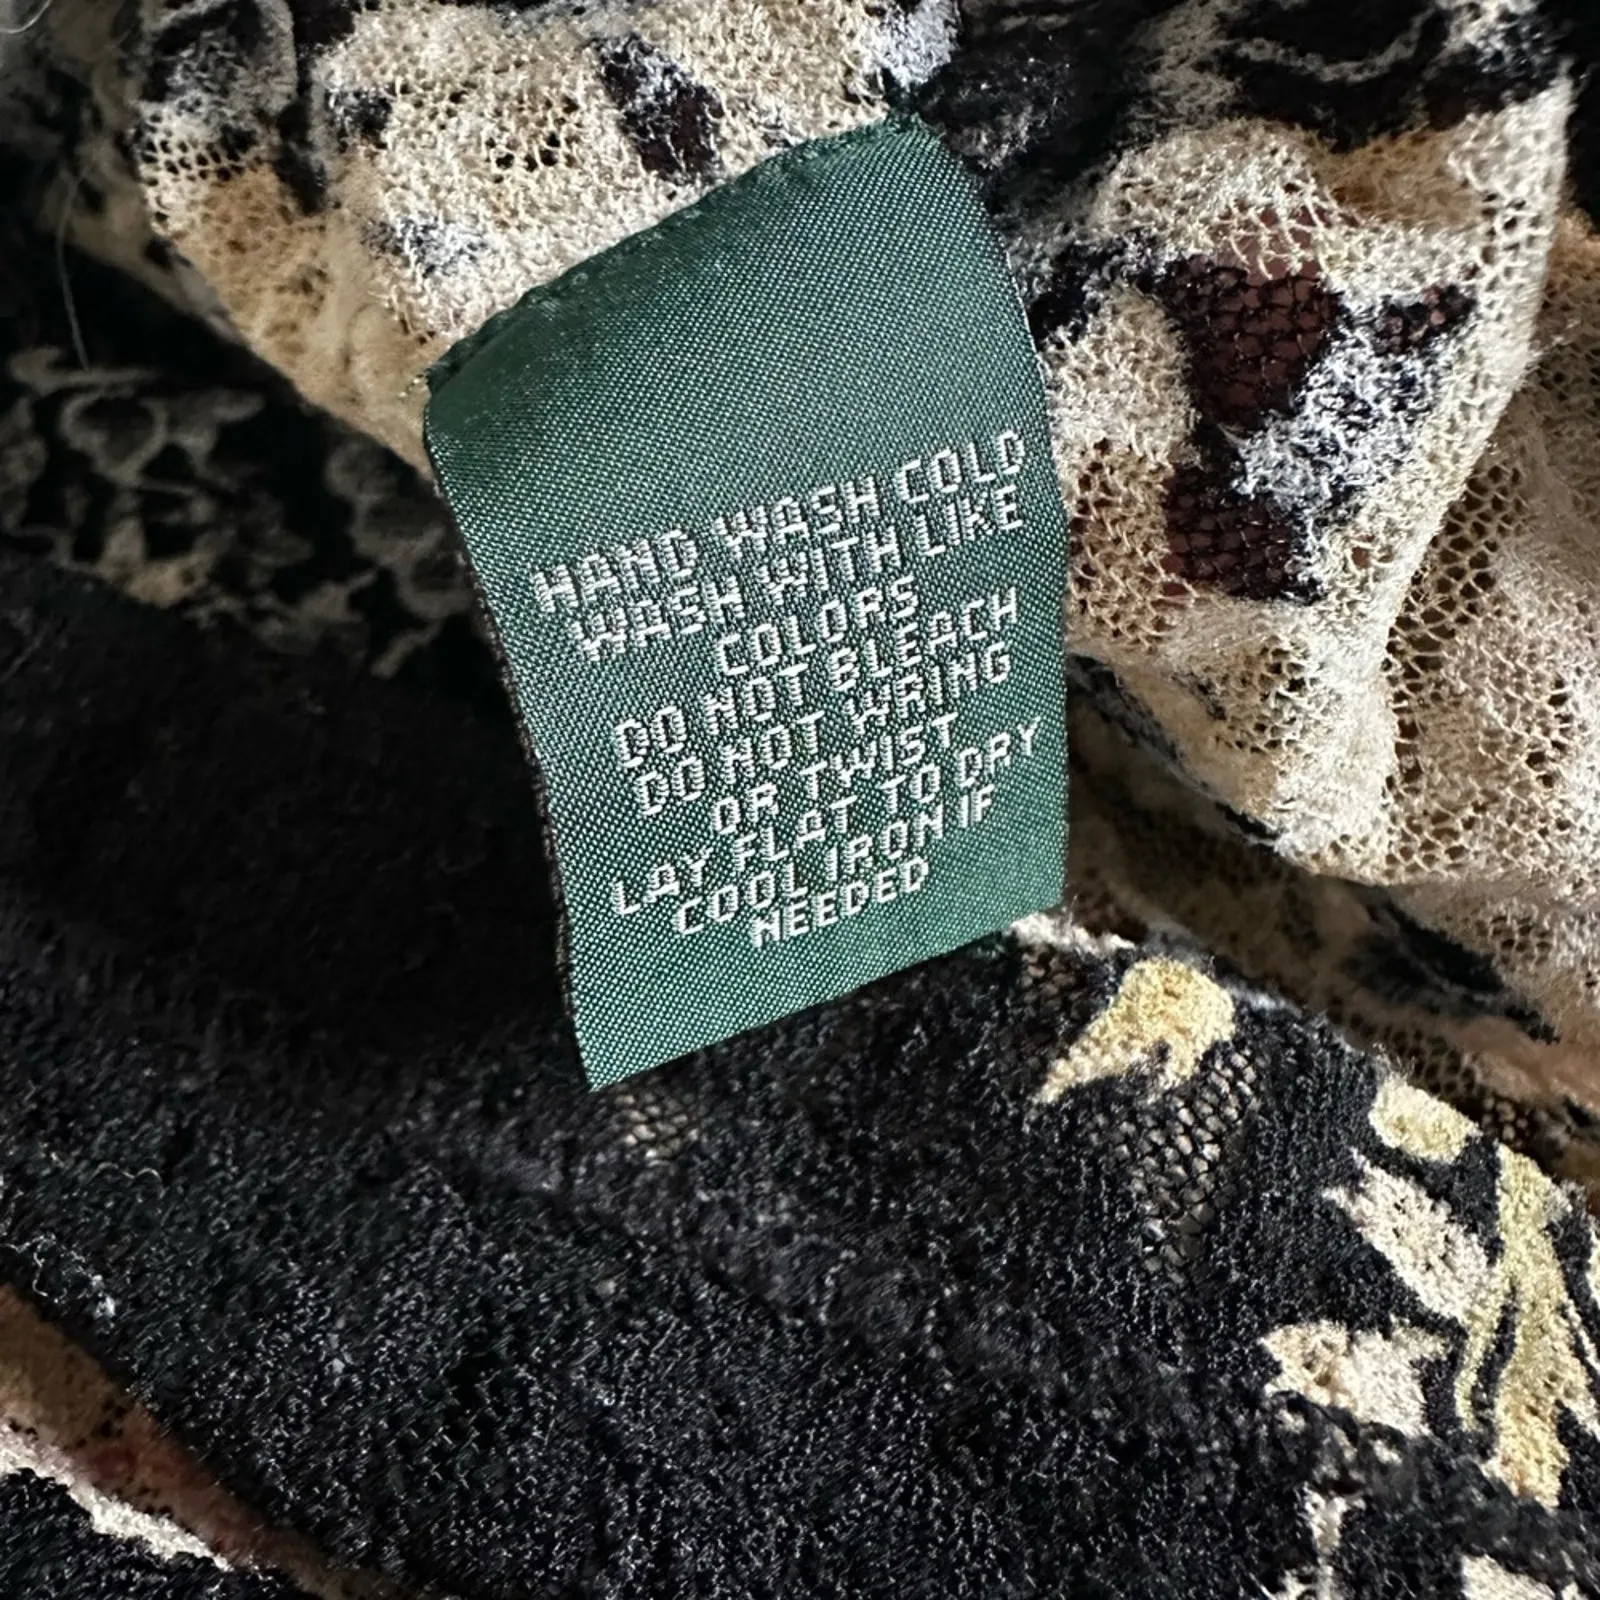 HAND WASH COLD
WASH WITH LIKE
COLORS
DO NOT BLEACH
DO NOT WRING
OR TWIST
LAY FLAT TO DRY
COOL IRON IF
NEEDED